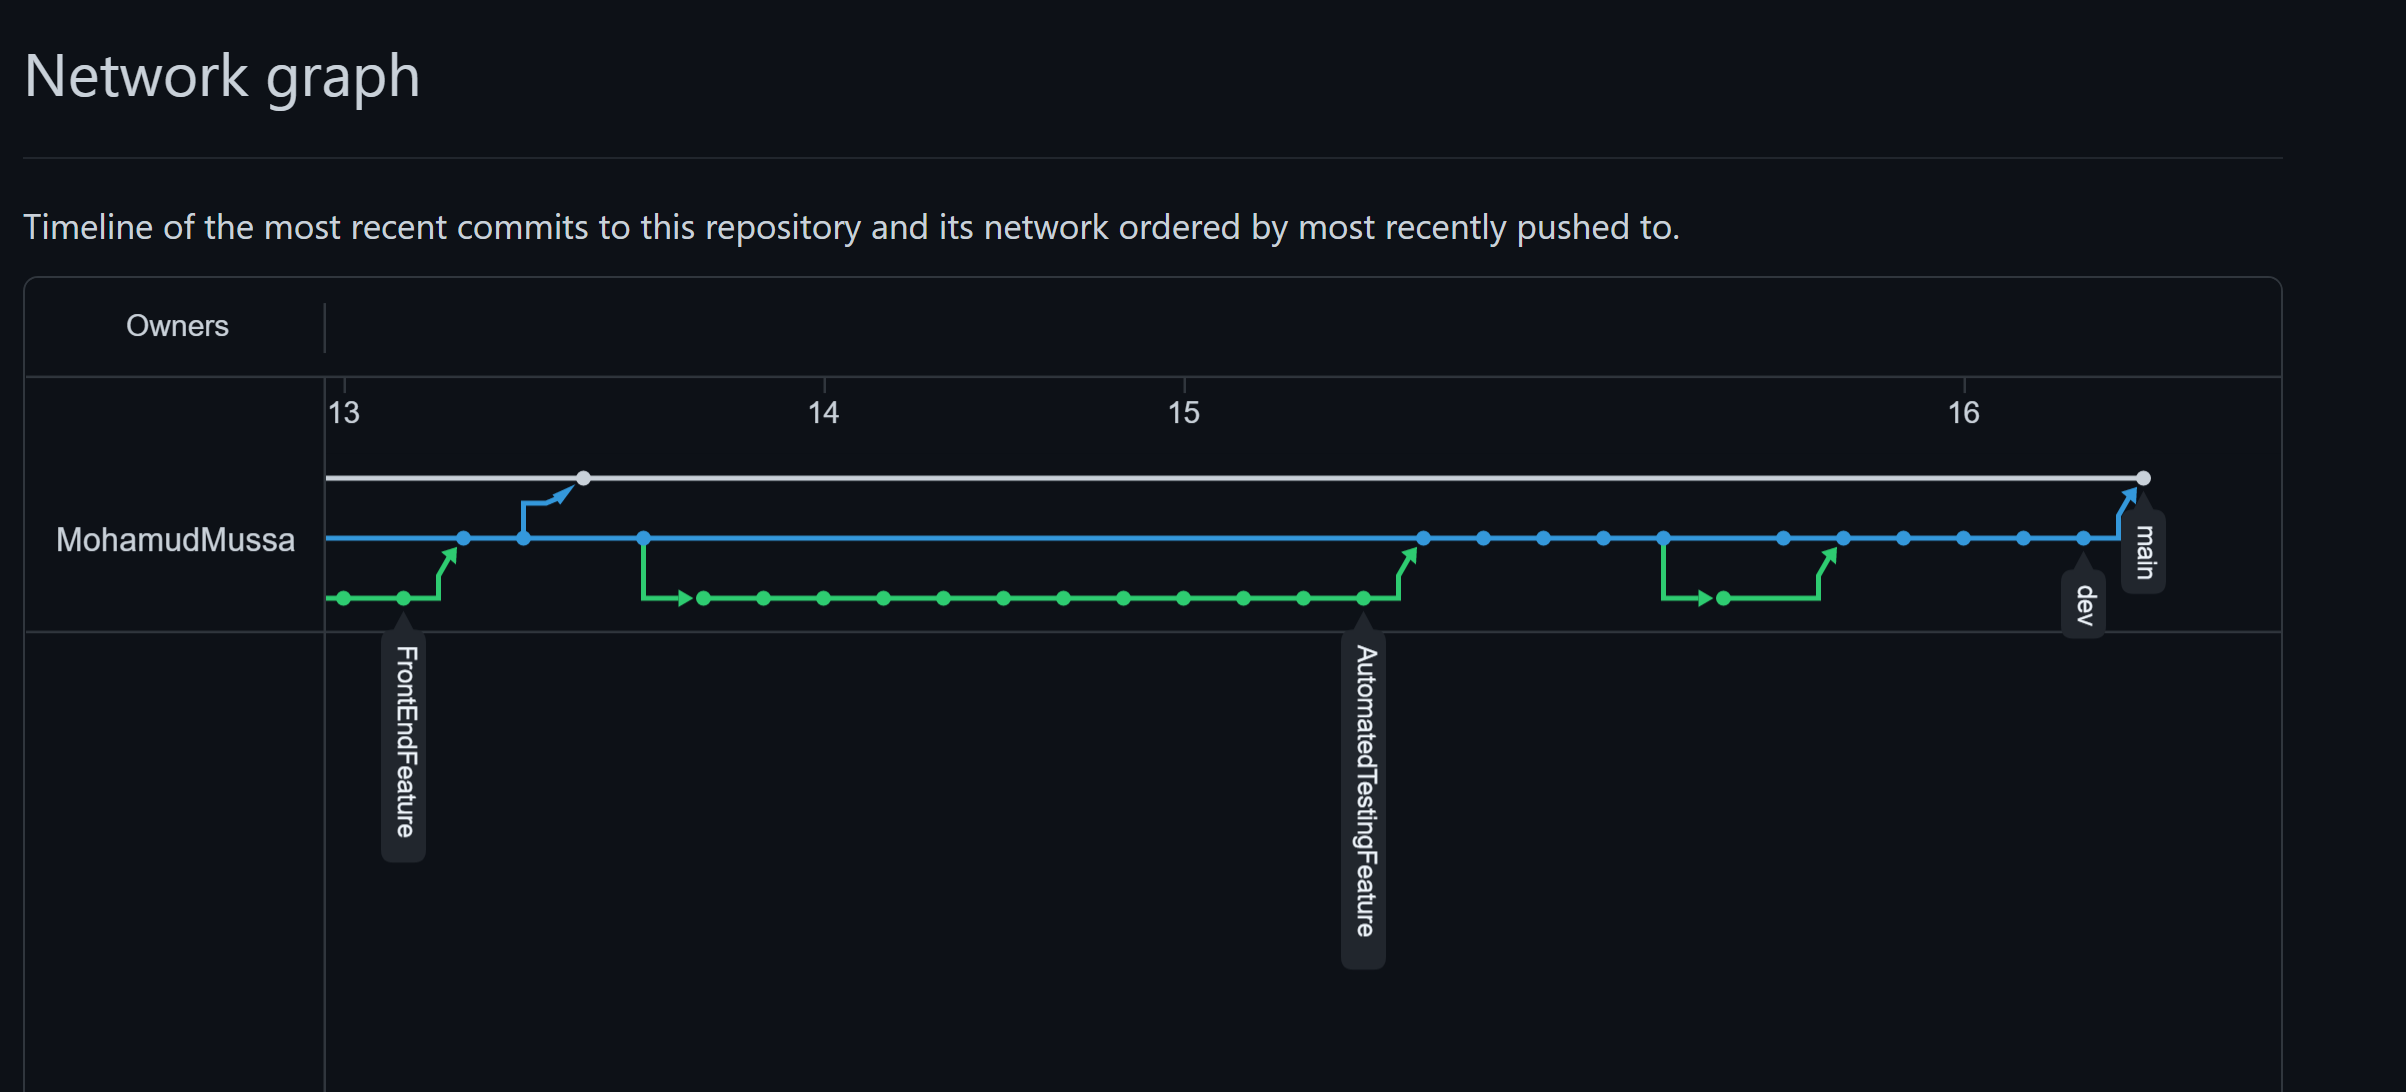 Network graph
Timeline of the most recent commits to this repository and its network ordered by most recently pushed to.
Owners
13 14 15 16
MohamudMussa
main
dev
FrontEndFeature
AutomatedTestingFeature